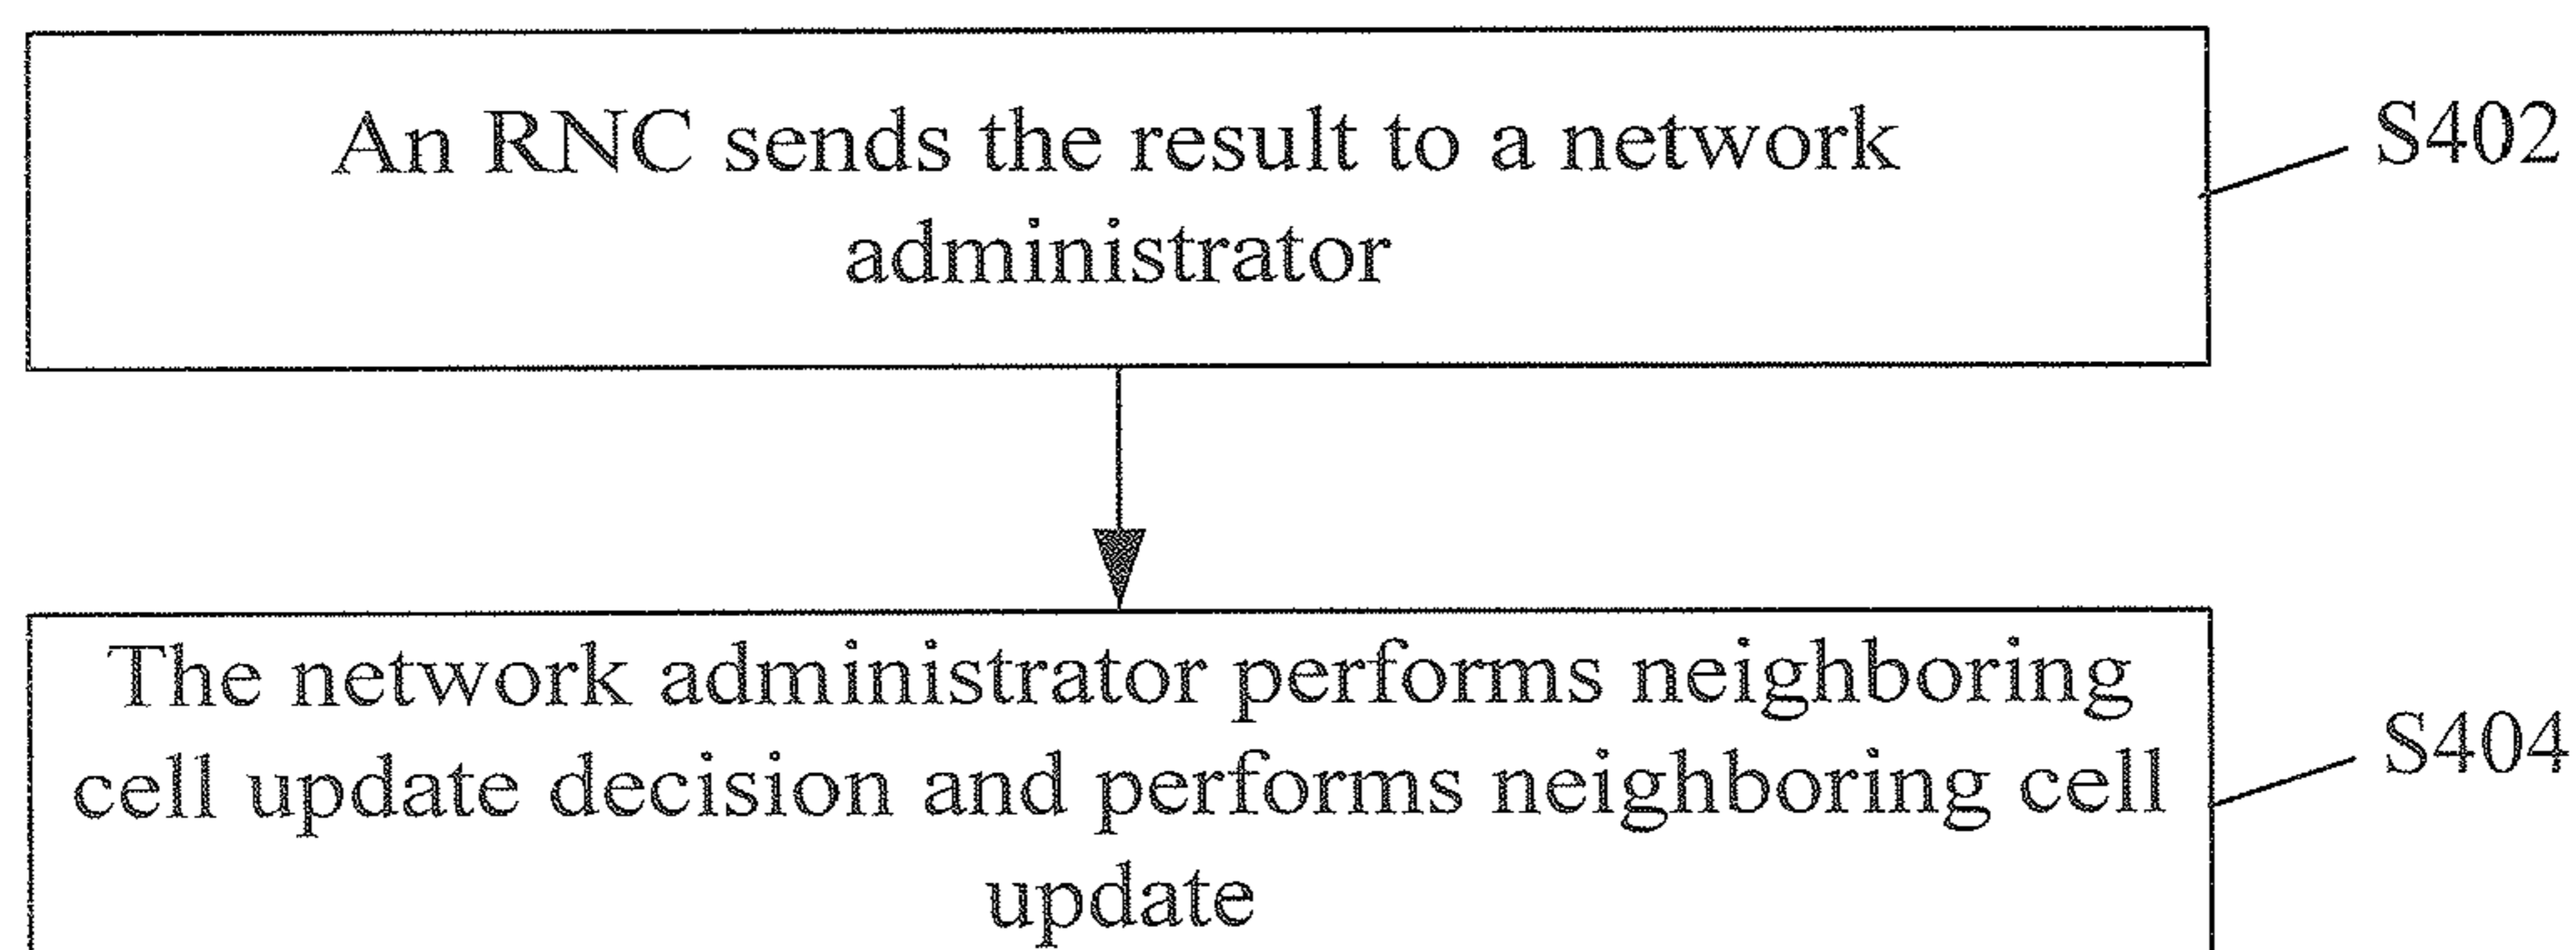 An RNC sends the result to a network
administrator
S402
The network administrator performs neighboring
cell update decision and performs neighboring cell
update
S404